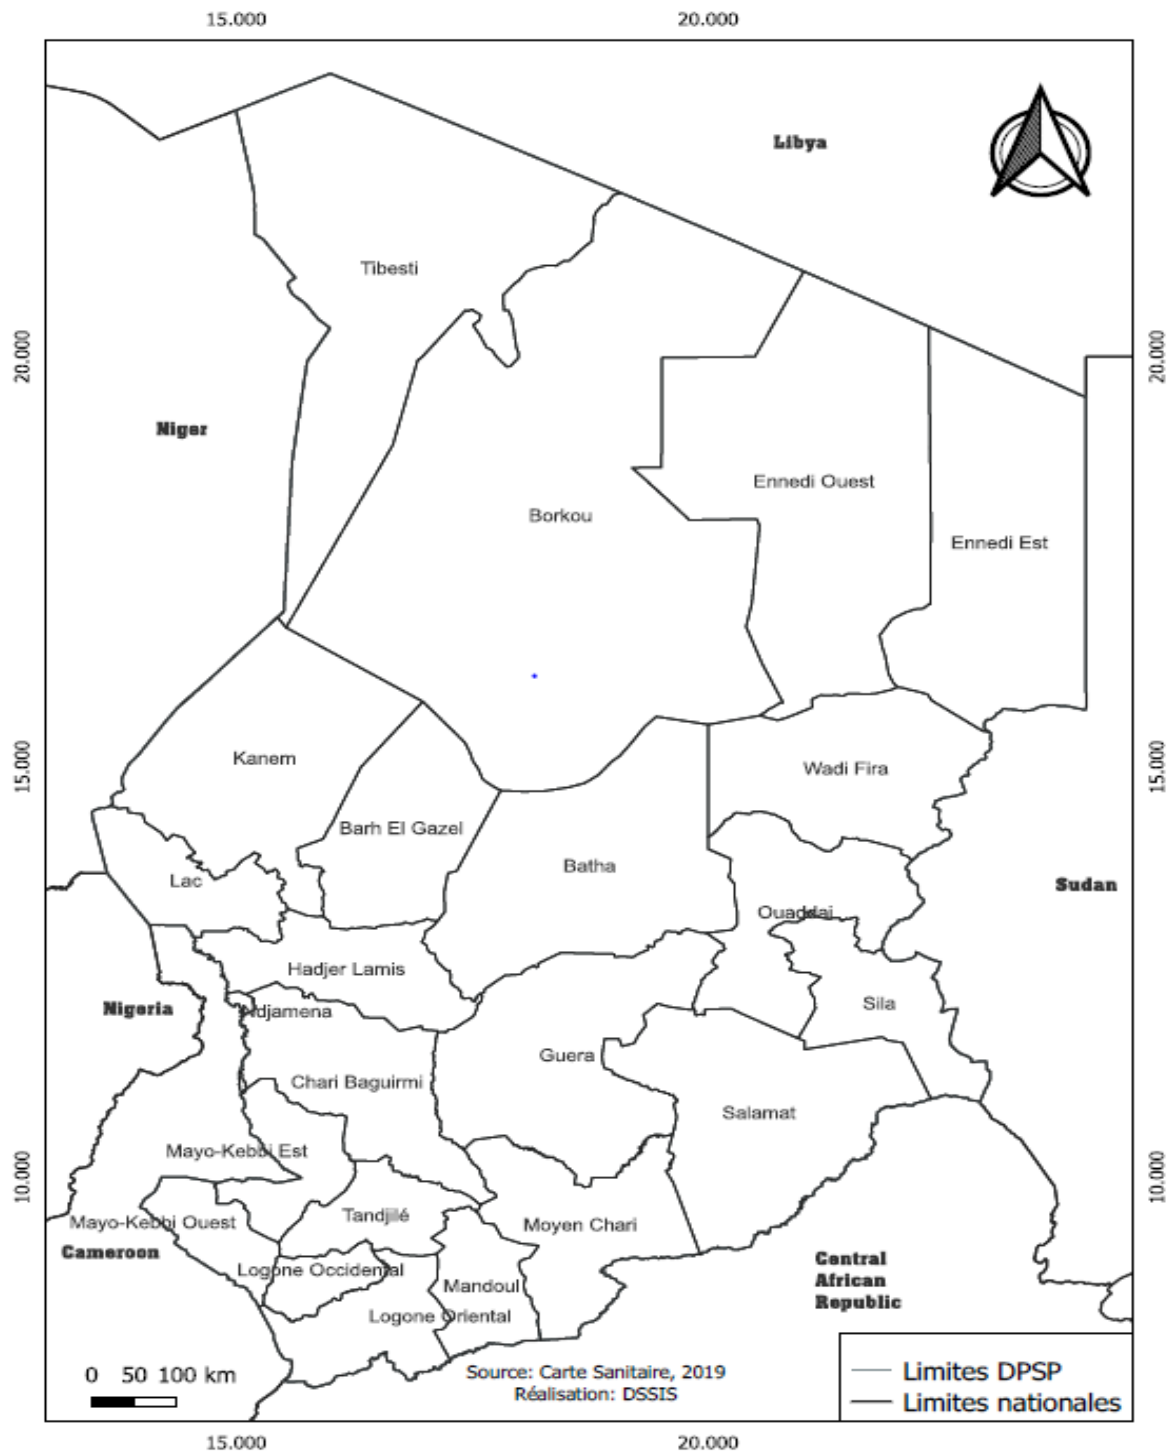 15.000
20.000
Libya
Tibesti
20.000
20.000
Niger
Ennedi Ouest
Borkou
Ennedi Est
15.000
15.000
Kanem
Wadi Fira
Barh El Gazel
Batha
Lac
Sudan
Ouaddai
Hadjer Lamis
Sila
Nigeria
Ndjamena
Guera
Chari Baguirmi
Salamat
Mayo-Kebbi Est
10.000
10.000
Tandjilé
Mayo-Kebbi Ouest
Moyen Chari
Cameroon
Central
African
Republic
Logone Occidental
Mandoul
Logone Oriental
0 50 100 km
Source: Carte Sanitaire, 2019
Réalisation: DSSIS
Limites DPSP
Limites nationales
15.000
20.000